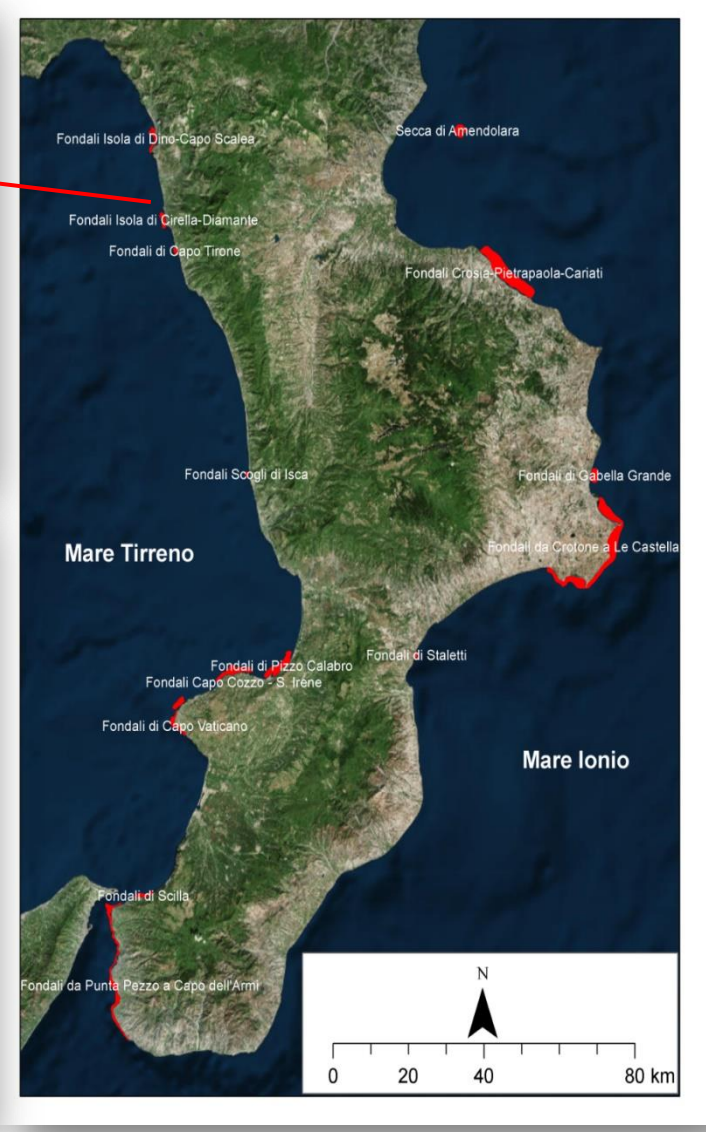 Secca di Amendolara
Fondali Isola di Dino-Capo Scalea
Fondali Isola di Cirella-Diamante
Fondali di Capo Tirone
Fondali Crosia-Pietrapaola-Cariati
Fondali Scogli di Isca
Fondali di Gabella Grande
Fondali da Crotone a Le Castella
Mare Tirreno
Fondali di Stalettì
Fondali di Pizzo Calabro
Fondali Capo Cozzo - S. Irene
Fondali di Capo Vaticano
Mare Ionio
Fondali di Scilla
Fondali da Punta Pezzo a Capo dell'Armi
N
0 20 40 80 km